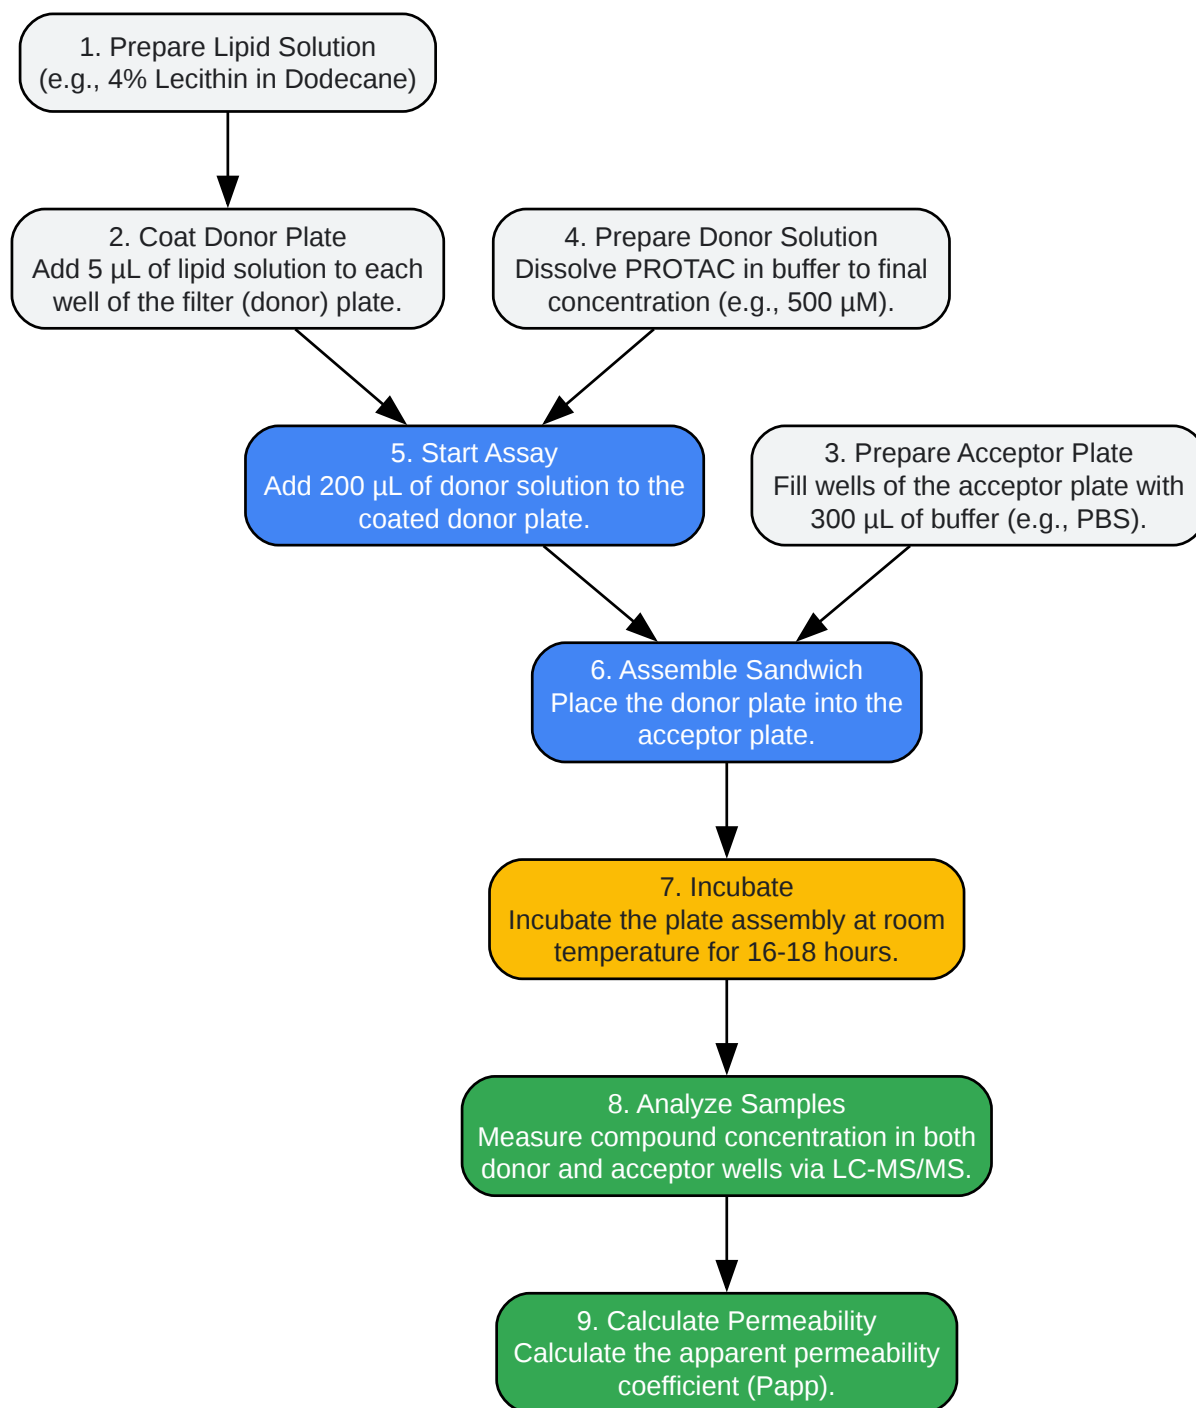 1. Prepare Lipid Solution
(e.g., 4% Lecithin in Dodecane)
2. Coat Donor Plate
Add 5 µL of lipid solution to each
well of the filter (donor) plate.
4. Prepare Donor Solution
Dissolve PROTAC in buffer to final
concentration (e.g., 500 µM).
5. Start Assay
Add 200 µL of donor solution to the
coated donor plate.
3. Prepare Acceptor Plate
Fill wells of the acceptor plate with
300 µL of buffer (e.g., PBS).
6. Assemble Sandwich
Place the donor plate into the
acceptor plate.
7. Incubate
Incubate the plate assembly at room
temperature for 16-18 hours.
8. Analyze Samples
Measure compound concentration in both
donor and acceptor wells via LC-MS/MS.
9. Calculate Permeability
Calculate the apparent permeability
coefficient (Papp).